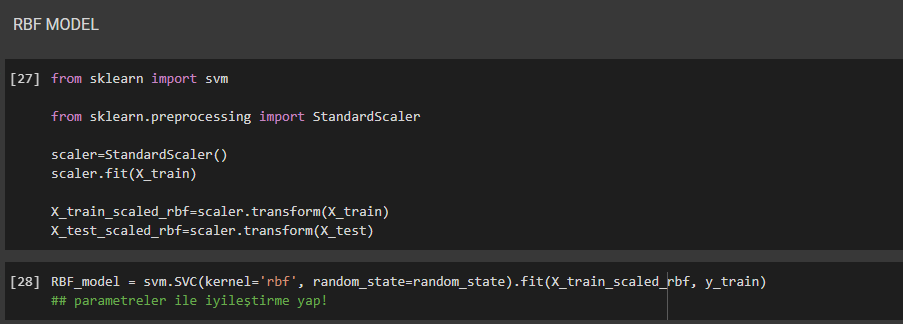 RBF MODEL
[27] from sklearn import svm
from sklearn.preprocessing import StandardScaler
scaler=StandardScaler()
scaler.fit(X_train)
X_train_scaled_rbf=scaler.transform(X_train)
X_test_scaled_rbf=scaler.transform(X_test)
[28] RBF_model = svm.SVC(kernel='rbf', random_state=random_state).fit(X_train_scaled_rbf, y_train)
## parametreler ile iyileştirme yap!